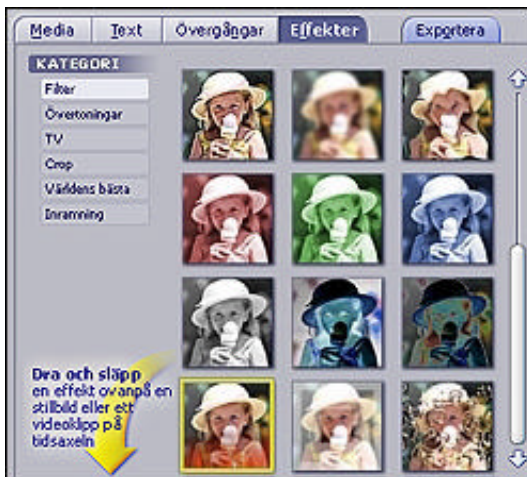 Media Text Övergångar Effekter Exportera
KATEGORI
Filter
Övertoningar
TV
Crop
Världens bästa
Inramning
Dra och släpp
en effekt ovanpå en
stillbild eller ett
videoklipp på
tidsaxeln